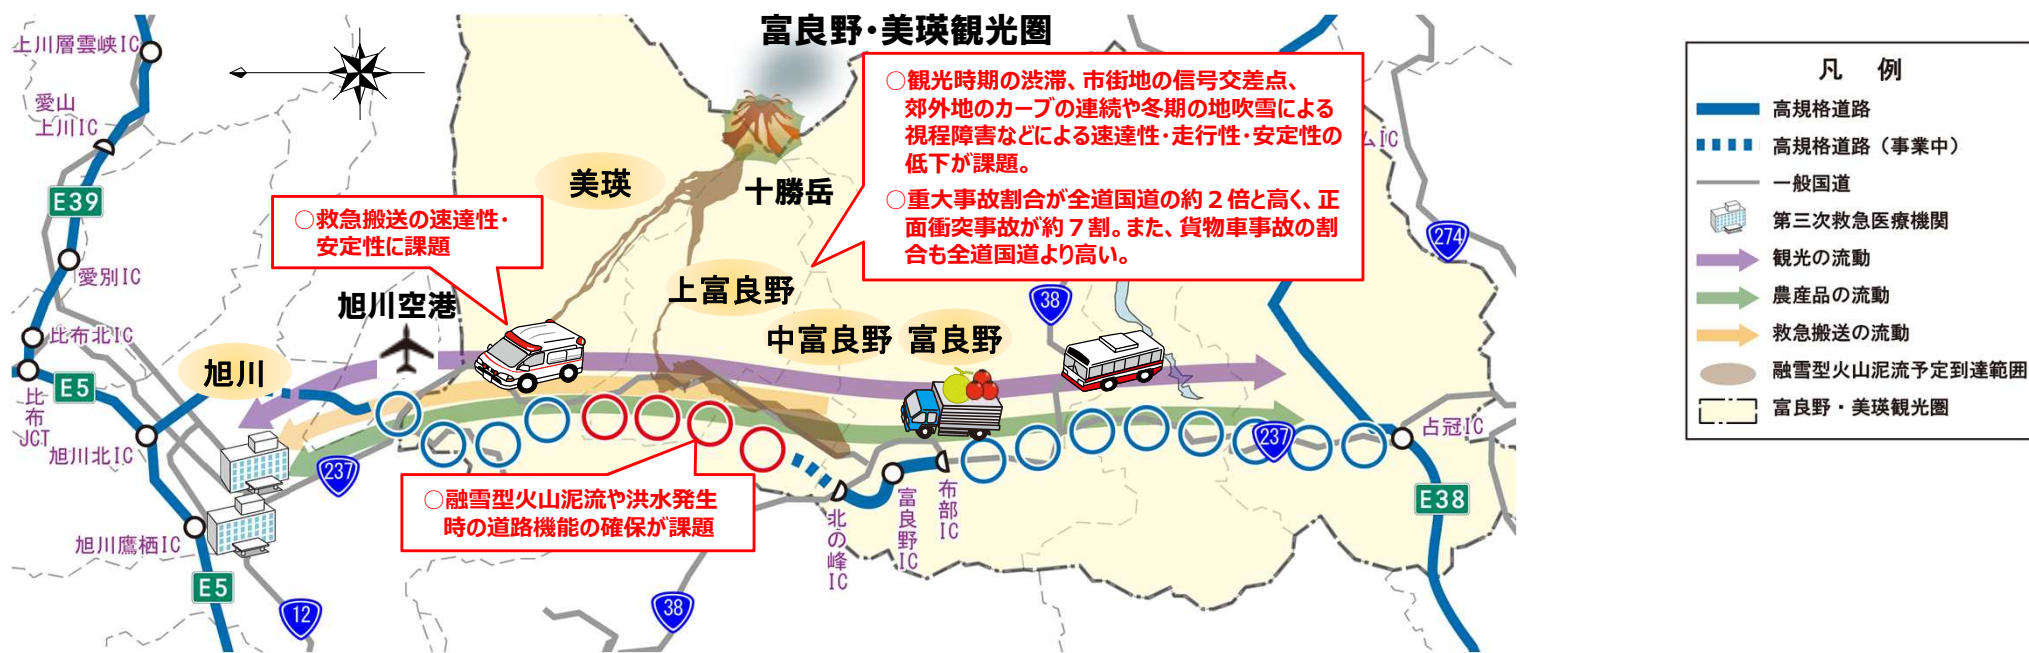 富良野・美瑛観光圏
○観光時期の渋滞、市街地の信号交差点、
郊外地のカーブの連続や冬期の地吹雪による
視程障害などによる速達性・走行性・安定性の
低下が課題。
○重大事故割合が全道国道の約２倍と高く、正
面衝突事故が約７割。また、貨物車事故の割
合も全道国道より高い。
上川層雲峡IC
愛山
上川IC
E39
愛別IC
比布北IC
E5
比布
JCT
旭川北IC
旭川鷹栖IC
E5
12
○救急搬送の速達性・
安定性に課題
旭川空港
旭川
美瑛
十勝岳
上富良野
中富良野
富良野
ムIC
274
38
237
237
○融雪型火山泥流や洪水発生
時の道路機能の確保が課題
38
北の峰IC
富良野IC
布部IC
占冠IC
E38
凡　例
高規格道路
高規格道路（事業中）
一般国道
第三次救急医療機関
観光の流動
農産品の流動
救急搬送の流動
融雪型火山泥流予定到達範囲
富良野・美瑛観光圏